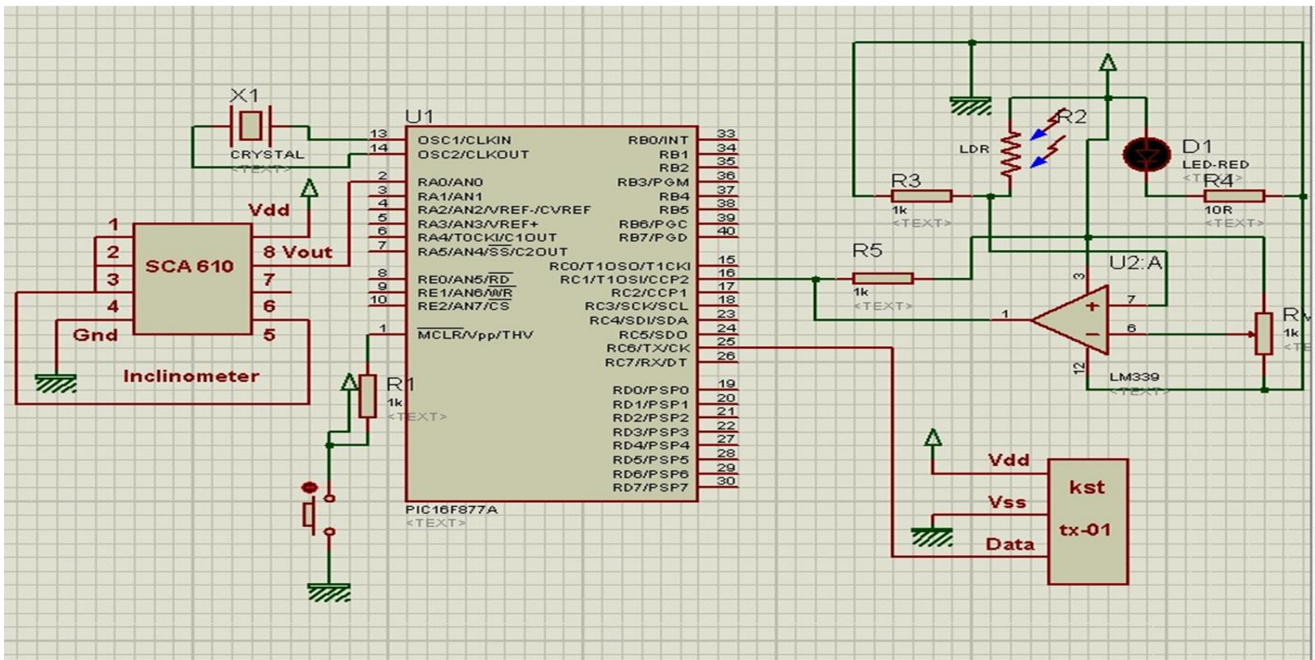 X1
CRYSTAL
<TEXT>
U1
13 OSC1/CLKIN
14 OSC2/CLKOUT
2 RA0/AN0
3 RA1/AN1
4 RA2/AN2/VREF-/CVREF
5 RA3/AN3/VREF+
6 RA4/T0CKI/C1OUT
7 RA5/AN4/SS/C2OUT
8 RE0/AN5/RD
9 RE1/AN6/WR
10 RE2/AN7/CS
1 MCLR/Vpp/THV
RB0/INT 33
RB1 34
RB2 35
RB3/PGM 36
RB4 37
RB5 38
RB6/PGC 39
RB7/PGD 40
RC0/T1OSO/T1CKI 15
RC1/T1OSI/CCP2 16
RC2/CCP1 17
RC3/SCK/SCL 18
RC4/SDI/SDA 23
RC5/SDO 24
RC6/TX/CK 25
RC7/RX/DT 26
RD0/PSP0 19
RD1/PSP1 20
RD2/PSP2 21
RD3/PSP3 22
RD4/PSP4 27
RD5/PSP5 28
RD6/PSP6 29
RD7/PSP7 30
PIC16F877A
<TEXT>
Vdd
1
2
3
4
SCA 610
8 Vout
7
6
5
Gnd
Inclinometer
R1
1k
<TEXT>
R2
LDR
D1
LED-RED
<TEXT>
R3
1k
<TEXT>
R4
10R
<TEXT>
R5
1k
<TEXT>
U2:A
3
7
6
1
12
+
−
LM339
<TEXT>
1k
Vdd
Vss
Data
kst
tx-01